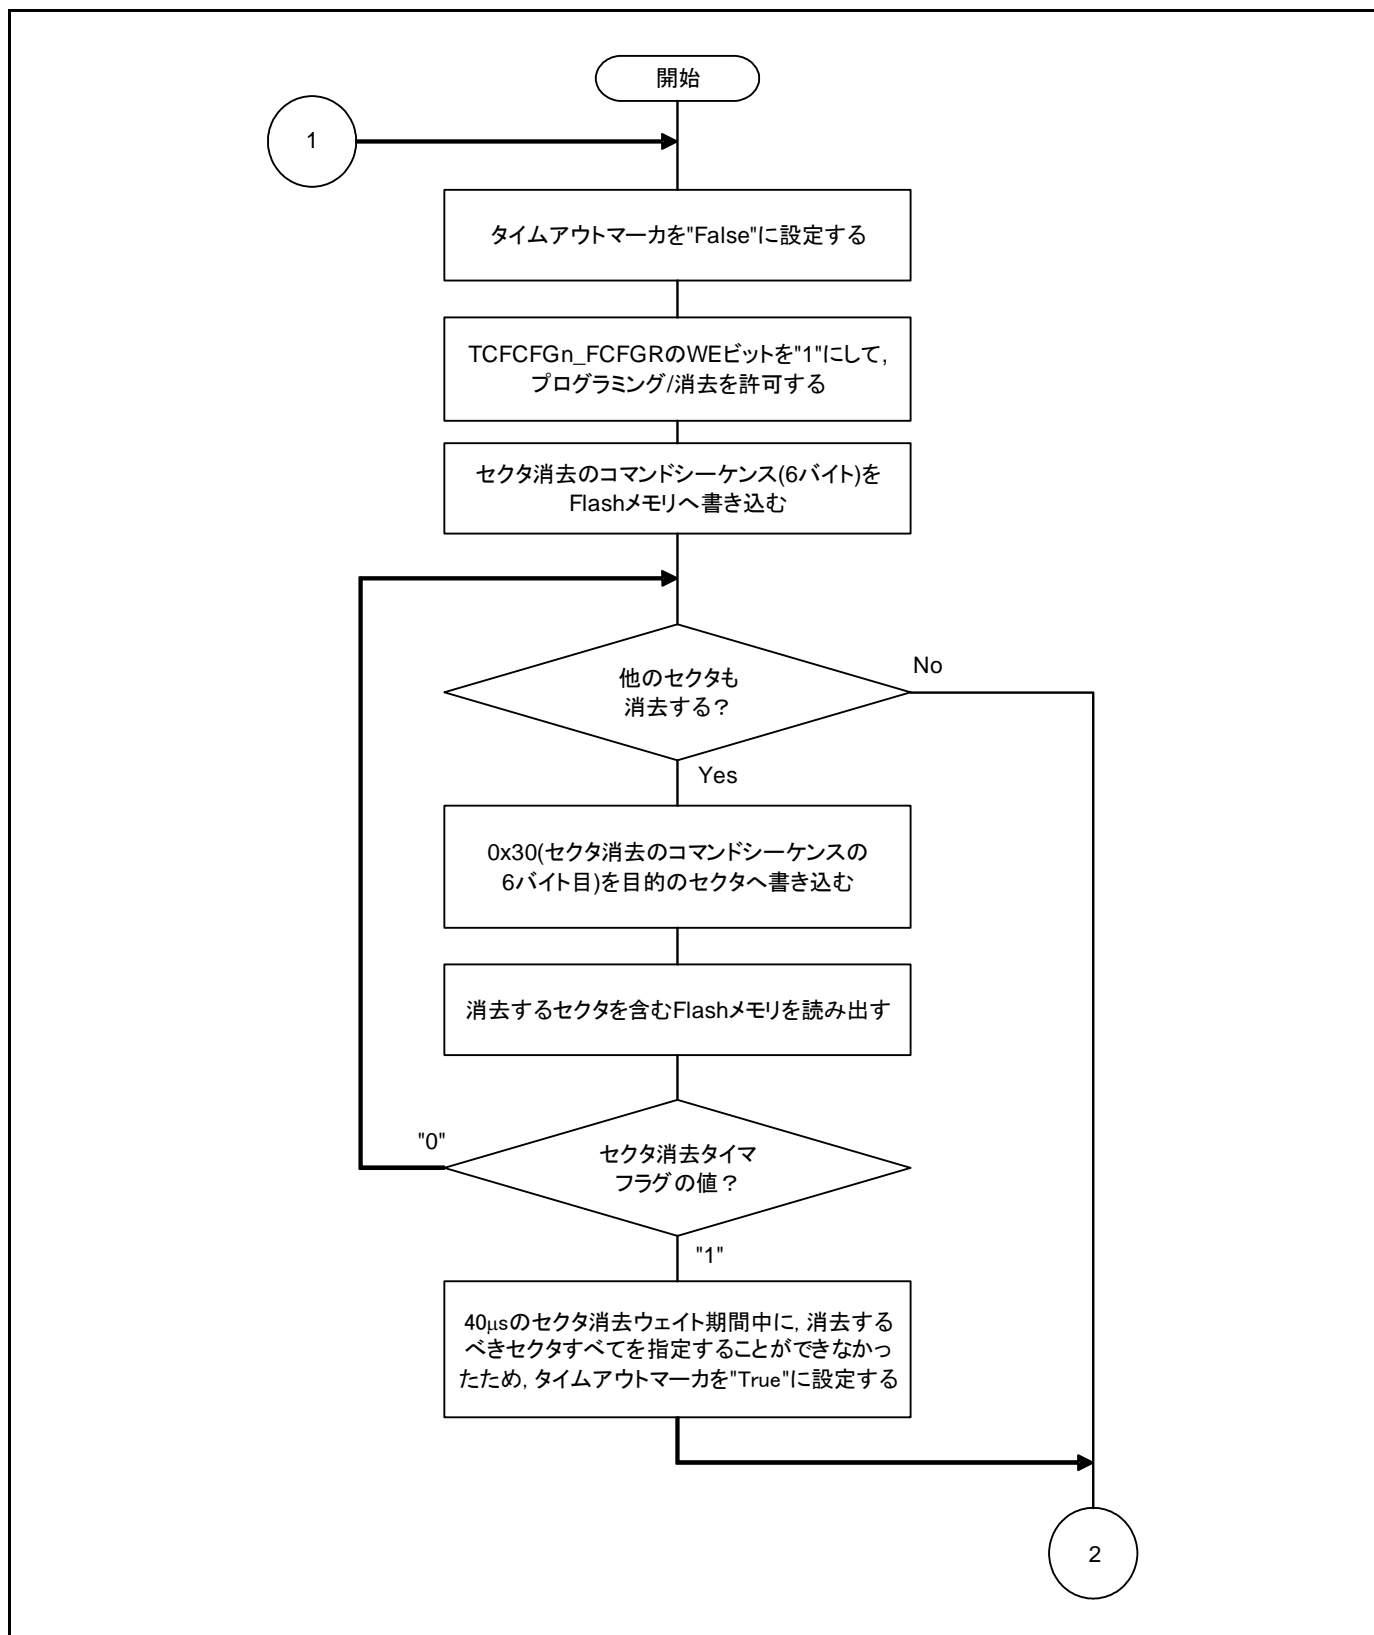 開始
1
タイムアウトマーカを"False"に設定する
TCFCFGn_FCFGRのWEビットを"1"にして,
プログラミング/消去を許可する
セクタ消去のコマンドシーケンス(6バイト)を
Flashメモリへ書き込む
他のセクタも
消去する？
No
Yes
0x30(セクタ消去のコマンドシーケンスの
6バイト目)を目的のセクタへ書き込む
消去するセクタを含むFlashメモリを読み出す
"0"
セクタ消去タイマ
フラグの値？
"1"
40μsのセクタ消去ウェイト期間中に, 消去する
べきセクタすべてを指定することができなかっ
たため, タイムアウトマーカを"True"に設定する
2